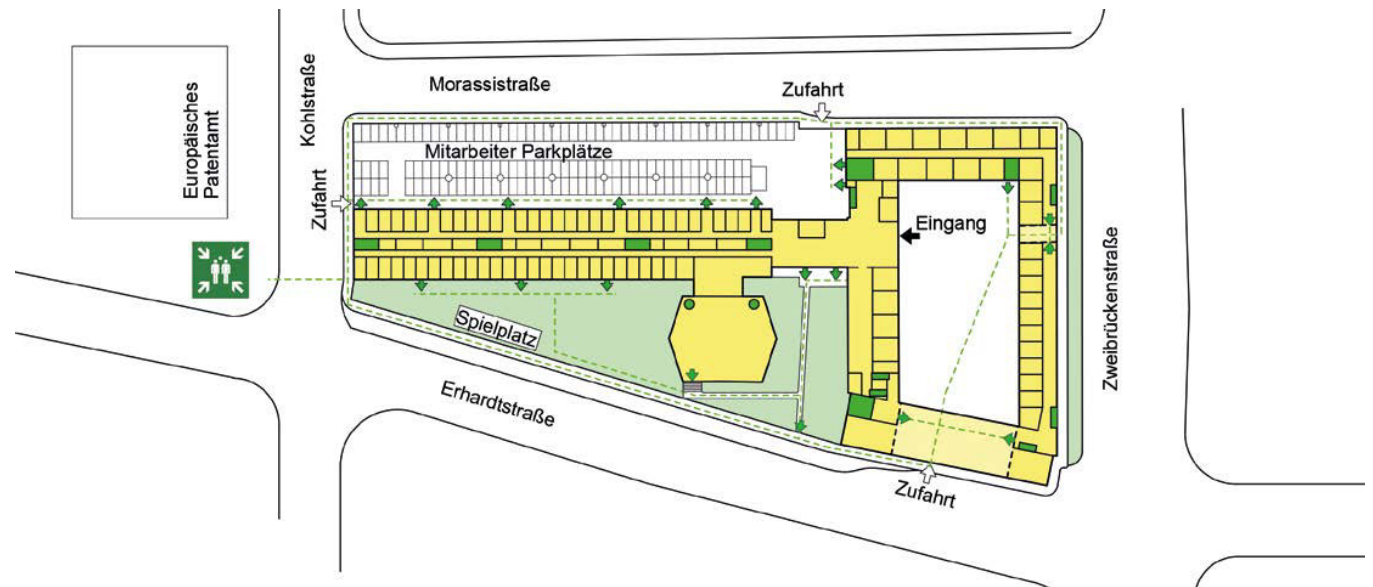 Europäisches
Patentamt
Kohlstraße
Morassistraße
Zufahrt
Mitarbeiter Parkplätze
Zufahrt
Eingang
Spielplatz
Erhardtstraße
Zweibrückenstraße
Zufahrt